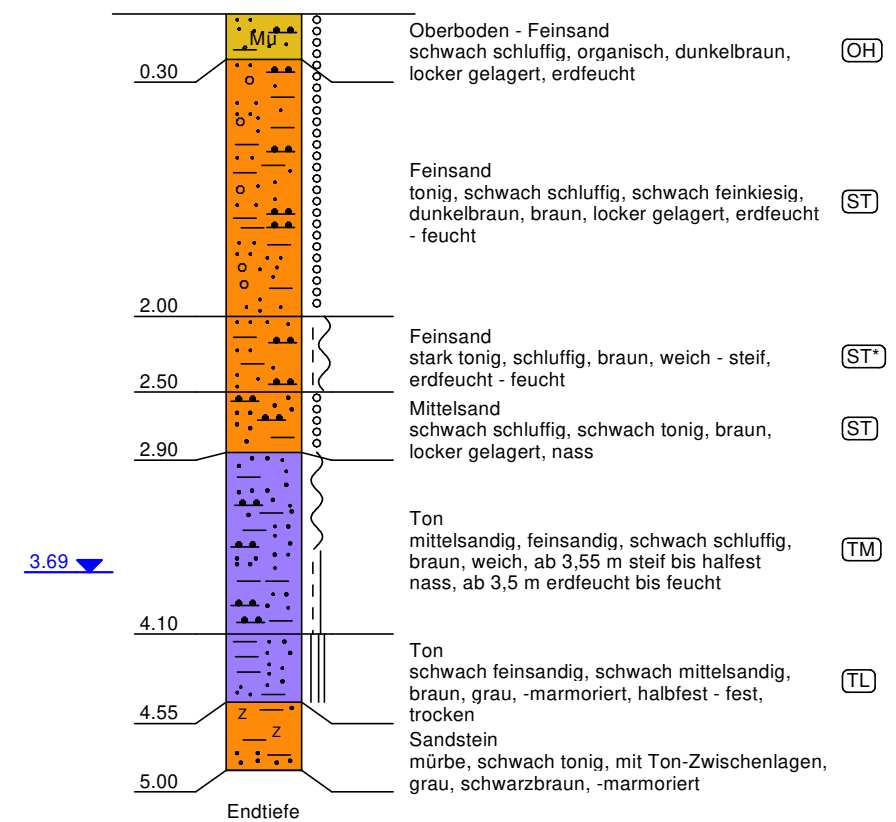 Mu
Oberboden - Feinsand
schwach schluffig, organisch, dunkelbraun,
locker gelagert, erdfeucht
OH
0.30
Feinsand
tonig, schwach schluffig, schwach feinkiesig,
dunkelbraun, braun, locker gelagert, erdfeucht
- feucht
ST
2.00
Feinsand
stark tonig, schluffig, braun, weich - steif,
erdfeucht - feucht
ST*
2.50
Mittelsand
schwach schluffig, schwach tonig, braun,
locker gelagert, nass
ST
2.90
Ton
mittelsandig, feinsandig, schwach schluffig,
braun, weich, ab 3,55 m steif bis halfest
nass, ab 3,5 m erdfeucht bis feucht
TM
3.69
4.10
Ton
schwach feinsandig, schwach mittelsandig,
braun, grau, -marmoriert, halbfest - fest,
trocken
TL
4.55
Z
Z
Sandstein
mürbe, schwach tonig, mit Ton-Zwischenlagen,
grau, schwarzbraun, -marmoriert
5.00
Endtiefe